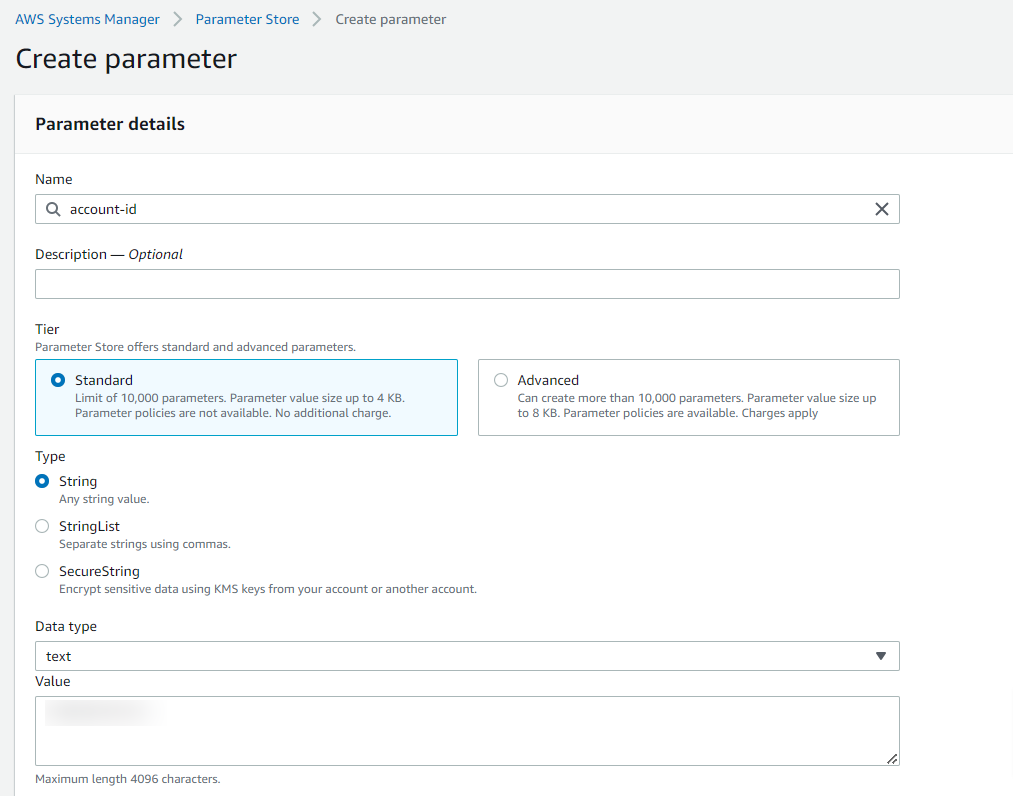 AWS Systems Manager > Parameter Store > Create parameter
Create parameter
Parameter details
Name
account-id
Description — Optional
Tier
Parameter Store offers standard and advanced parameters.
Standard
Limit of 10,000 parameters. Parameter value size up to 4 KB.
Parameter policies are not available. No additional charge.
Advanced
Can create more than 10,000 parameters. Parameter value size up
to 8 KB. Parameter policies are available. Charges apply
Type
String
Any string value.
StringList
Separate strings using commas.
SecureString
Encrypt sensitive data using KMS keys from your account or another account.
Data type
text
Value
Maximum length 4096 characters.